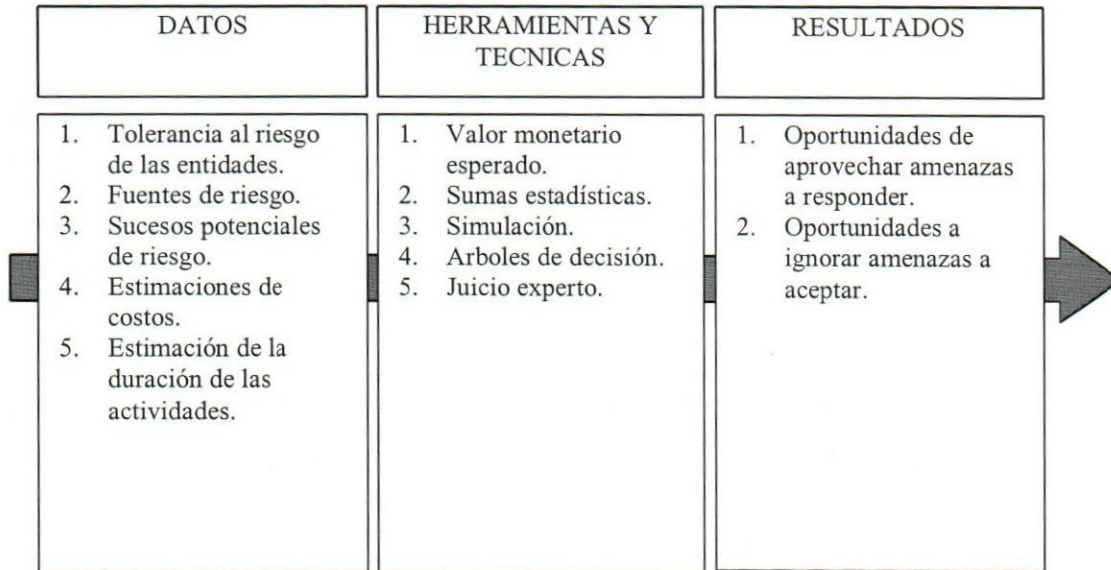 DATOS
HERRAMIENTAS Y
TECNICAS
RESULTADOS
1. Tolerancia al riesgo
de las entidades.
2. Fuentes de riesgo.
3. Sucesos potenciales
de riesgo.
4. Estimaciones de
costos.
5. Estimación de la
duración de las
actividades.
1. Valor monetario
esperado.
2. Sumas estadísticas.
3. Simulación.
4. Arboles de decisión.
5. Juicio experto.
1. Oportunidades de
aprovechar amenazas
a responder.
2. Oportunidades a
ignorar amenazas a
aceptar.